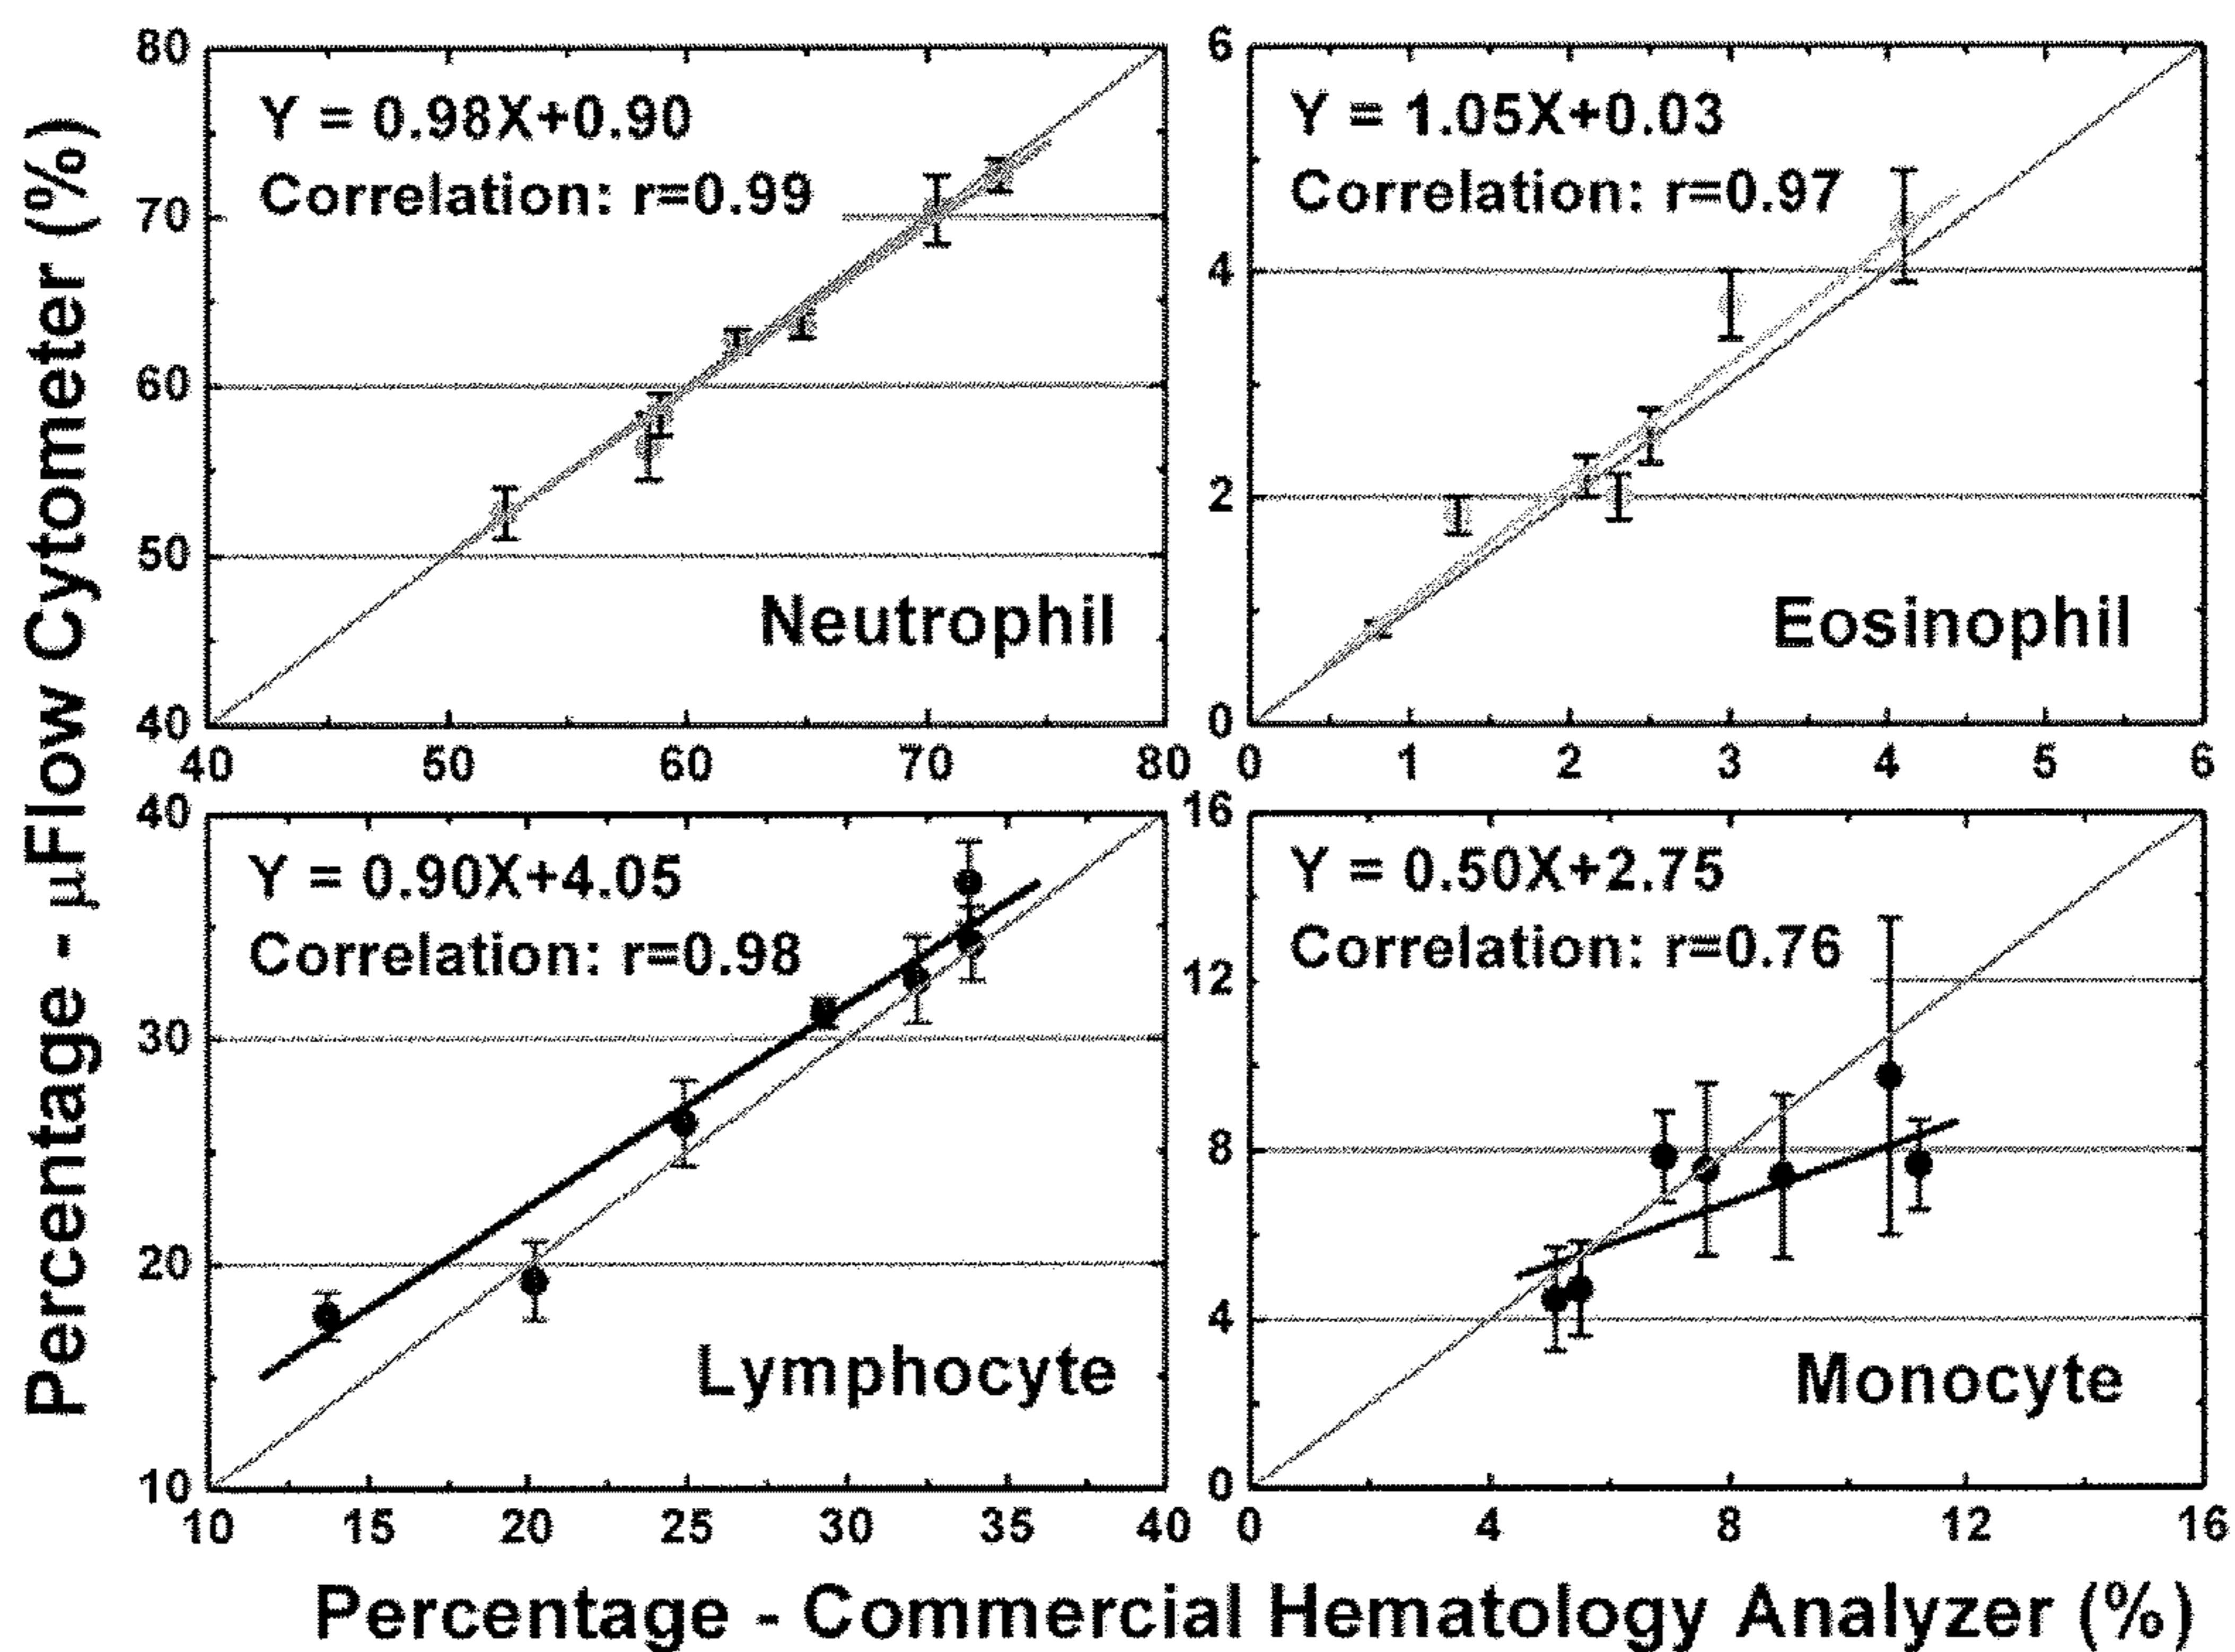 Percentage - μFlow Cytometer (%)
80
70
60
50
40
Y = 0.98X+0.90
Correlation: r=0.99
Neutrophil
40 50 60 70 80
6
4
2
0
Y = 1.05X+0.03
Correlation: r=0.97
Eosinophil
0 1 2 3 4 5 6
40
30
20
10
Y = 0.90X+4.05
Correlation: r=0.98
Lymphocyte
10 15 20 25 30 35 40
16
12
8
4
0
Y = 0.50X+2.75
Correlation: r=0.76
Monocyte
0 4 8 12 16
Percentage - Commercial Hematology Analyzer (%)